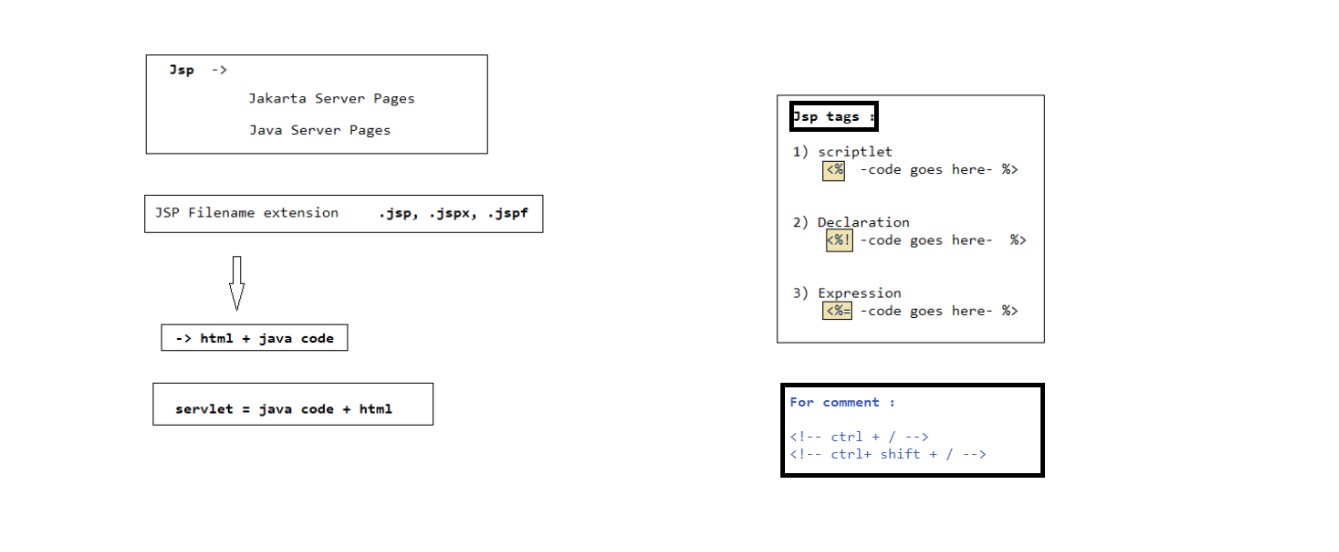 Jsp ->
Jakarta Server Pages
Java Server Pages
JSP Filename extension .jsp, .jspx, .jspf
-> html + java code
servlet = java code + html
Jsp tags :
1) scriptlet
<% -code goes here- %>
2) Declaration
<%! -code goes here- %>
3) Expression
<%= -code goes here- %>
For comment :
<!-- ctrl + / -->
<!-- ctrl+ shift + / -->